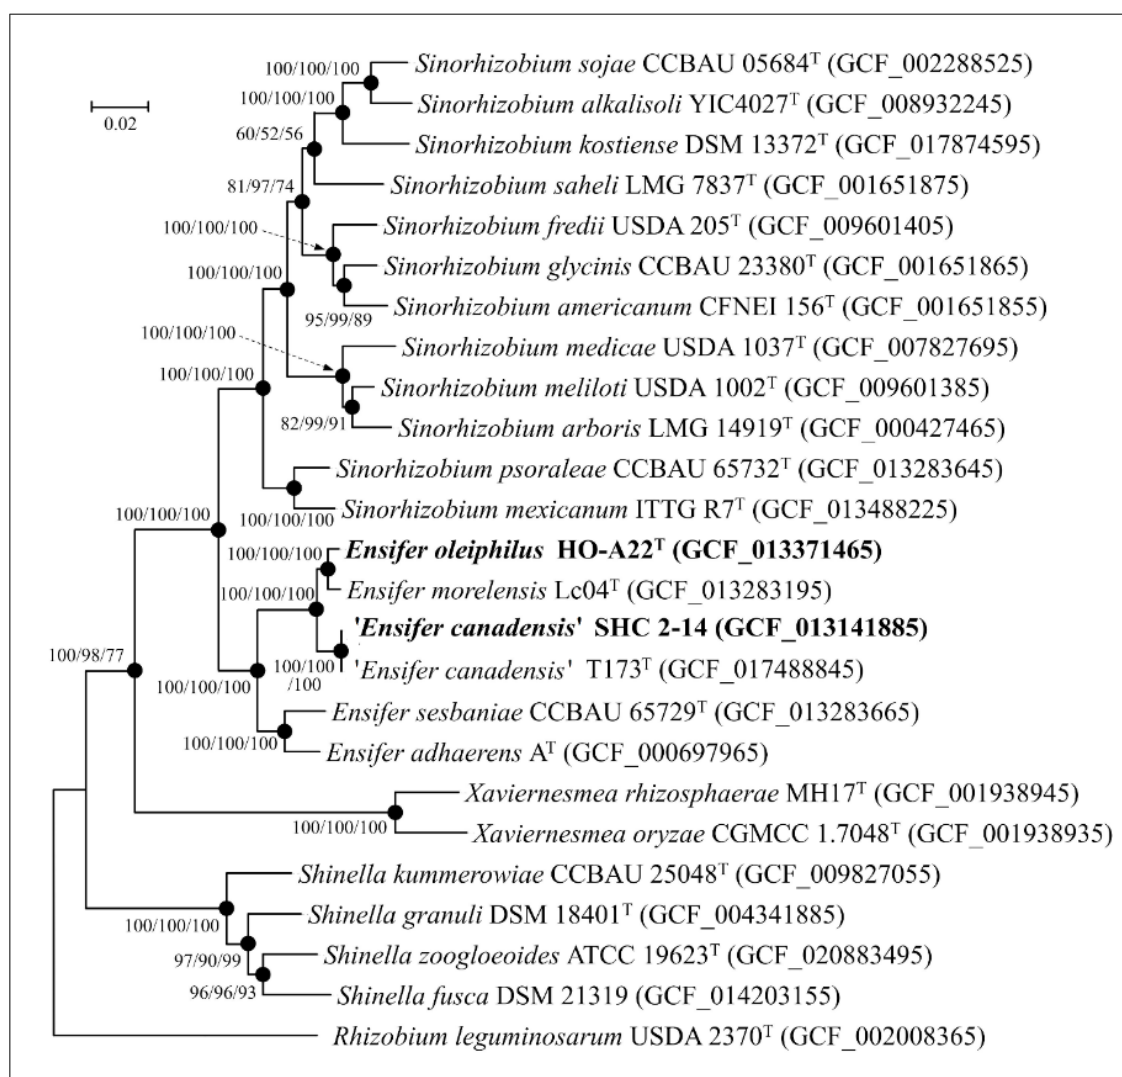 100/100/100
Sinorhizobium sojae CCBAU 05684ᵀ (GCF_002288525)
0.02
100/100/100
Sinorhizobium alkalisoli YIC4027ᵀ (GCF_008932245)
60/52/56
Sinorhizobium kostiense DSM 13372ᵀ (GCF_017874595)
81/97/74
Sinorhizobium saheli LMG 7837ᵀ (GCF_001651875)
100/100/100
Sinorhizobium fredii USDA 205ᵀ (GCF_009601405)
100/100/100
Sinorhizobium glycinis CCBAU 23380ᵀ (GCF_001651865)
Sinorhizobium americanum CFNEI 156ᵀ (GCF_001651855)
95/99/89
100/100/100
Sinorhizobium medicae USDA 1037ᵀ (GCF_007827695)
100/100/100
Sinorhizobium meliloti USDA 1002ᵀ (GCF_009601385)
82/99/91
Sinorhizobium arboris LMG 14919ᵀ (GCF_000427465)
Sinorhizobium psoraleae CCBAU 65732ᵀ (GCF_013283645)
100/100/100
100/100/100
Sinorhizobium mexicanum ITTG R7ᵀ (GCF_013488225)
100/100/100
Ensifer oleiphilus HO-A22ᵀ (GCF_013371465)
100/100/100
Ensifer morelensis Lc04ᵀ (GCF_013283195)
'Ensifer canadensis' SHC 2-14 (GCF_013141885)
100/98/77
100/100
/100
'Ensifer canadensis' T173ᵀ (GCF_017488845)
100/100/100
Ensifer sesbaniae CCBAU 65729ᵀ (GCF_013283665)
100/100/100
Ensifer adhaerens Aᵀ (GCF_000697965)
Xaviernesmea rhizosphaerae MH17ᵀ (GCF_001938945)
100/100/100
Xaviernesmea oryzae CGMCC 1.7048ᵀ (GCF_001938935)
Shinella kummerowiae CCBAU 25048ᵀ (GCF_009827055)
100/100/100
Shinella granuli DSM 18401ᵀ (GCF_004341885)
97/90/99
Shinella zoogloeoides ATCC 19623ᵀ (GCF_020883495)
96/96/93
Shinella fusca DSM 21319 (GCF_014203155)
Rhizobium leguminosarum USDA 2370ᵀ (GCF_002008365)